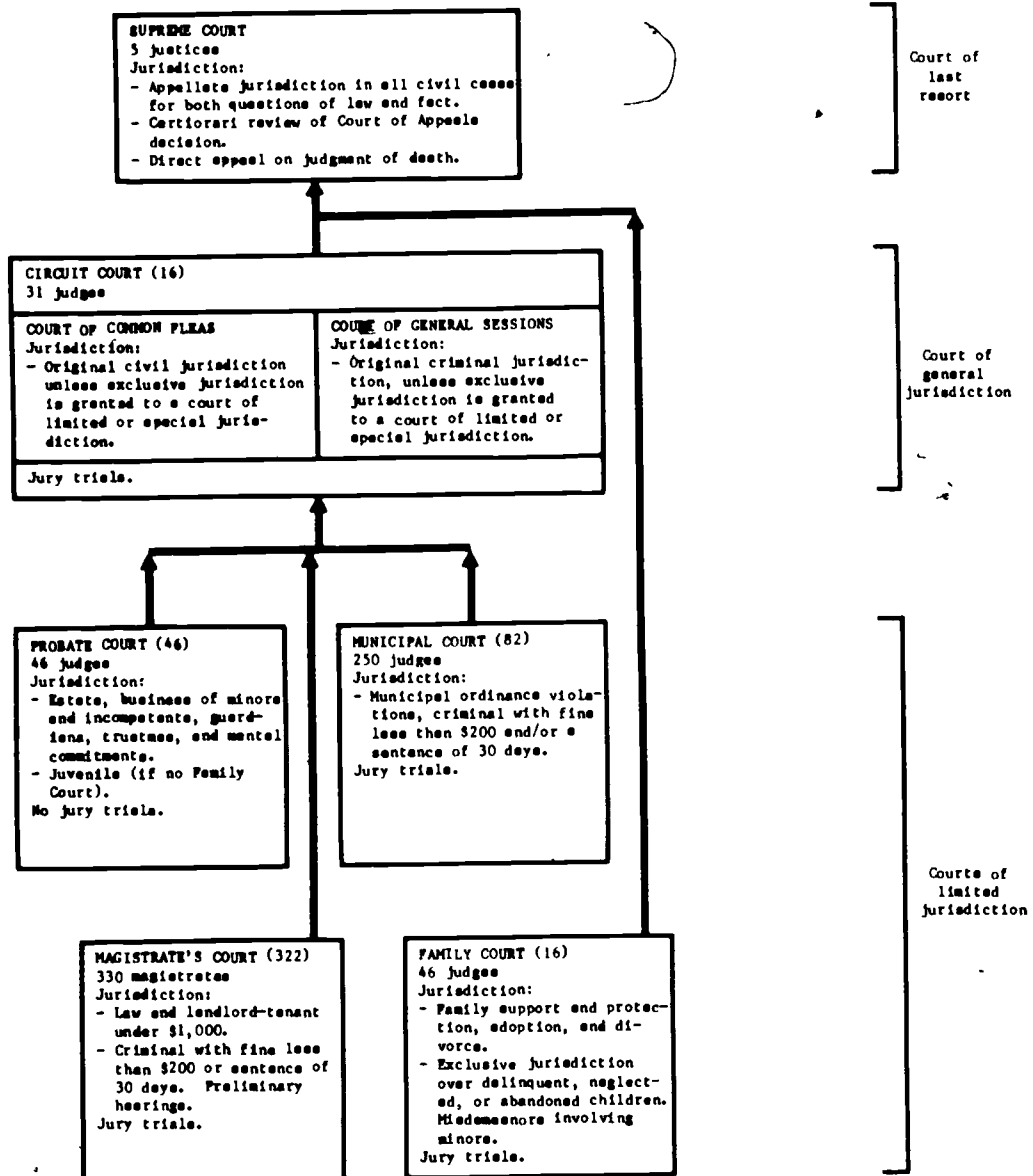 SUPREME COURT
5 justices
Jurisdiction:
- Appellate jurisdiction in all civil cases
for both questions of law and fact.
- Certiorari review of Court of Appeals
decision.
- Direct appeal on judgment of death.
Court of
last
resort
CIRCUIT COURT (16)
31 judges
COURT OF COMMON PLEAS
Jurisdiction:
- Original civil jurisdiction
unless exclusive jurisdiction
is granted to a court of
limited or special juris-
diction.
COURT OF GENERAL SESSIONS
Jurisdiction:
- Original criminal jurisdic-
tion, unless exclusive
jurisdiction is granted
to a court of limited or
special jurisdiction.
Jury trials.
Court of
general
jurisdiction
PROBATE COURT (46)
46 judges
Jurisdiction:
- Estate, business of minors
and incompetents, guard-
ians, trustees, and mental
commitments.
- Juvenile (if no Family
Court).
No jury trials.
MUNICIPAL COURT (82)
250 judges
Jurisdiction:
- Municipal ordinance viola-
tions, criminal with fine
less than $200 and/or a
sentence of 30 days.
Jury trials.
Courts of
limited
jurisdiction
MAGISTRATE'S COURT (322)
330 magistrates
Jurisdiction:
- Law and landlord-tenant
under $1,000.
- Criminal with fine less
than $200 or sentence of
30 days. Preliminary
hearings.
Jury trials.
FAMILY COURT (16)
46 judges
Jurisdiction:
- Family support and protec-
tion, adoption, and di-
vorce.
- Exclusive jurisdiction
over delinquent, neglect-
ed, or abandoned children.
Misdemeanors involving
minors.
Jury trials.